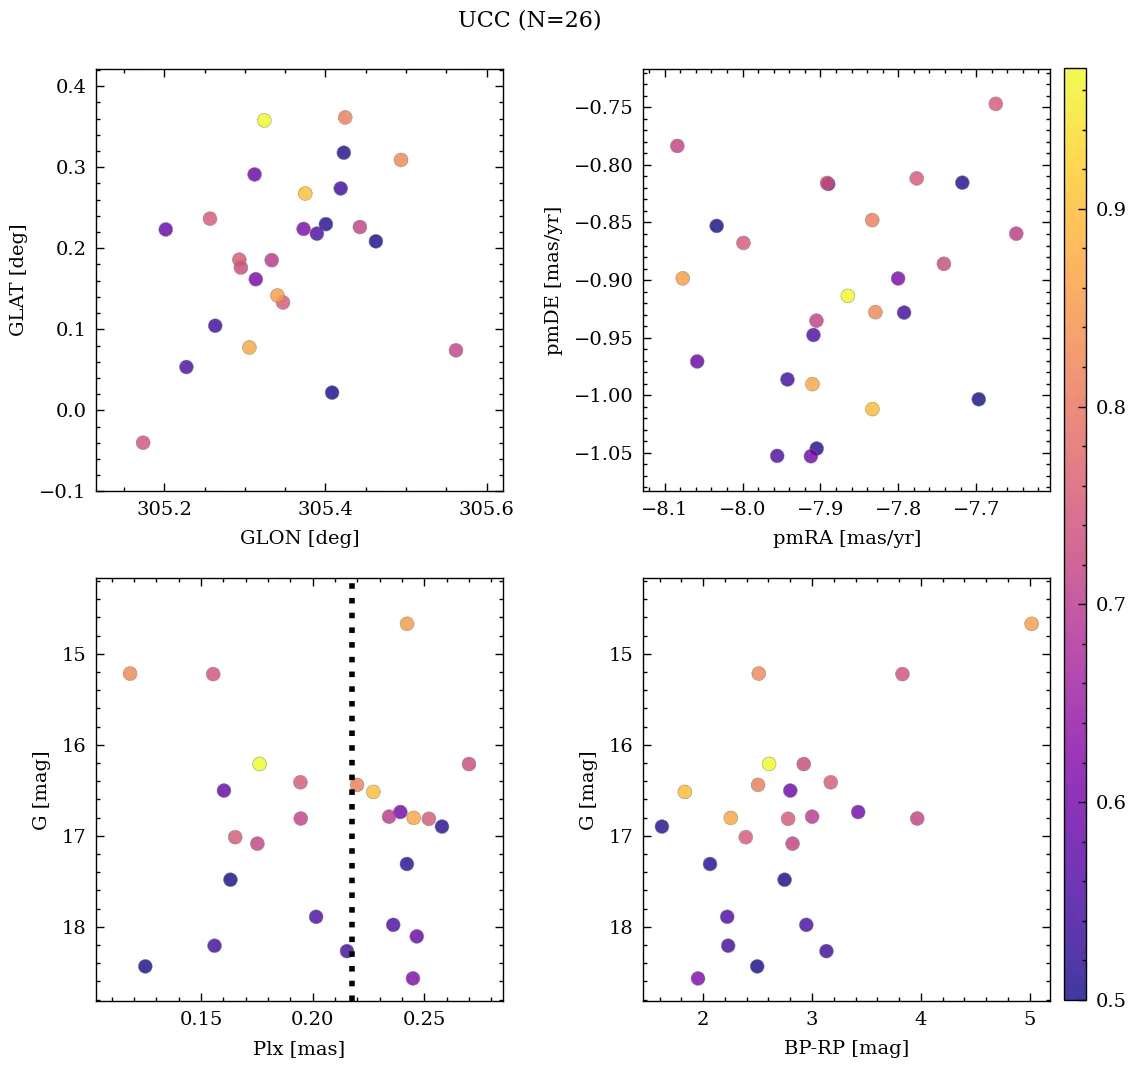 UCC (N=26)
0.4
0.3
0.2
0.1
0.0
−0.1
GLAT [deg]
305.2 305.4 305.6
GLON [deg]
−0.75
−0.80
−0.85
−0.90
−0.95
−1.00
−1.05
pmDE [mas/yr]
−8.1 −8.0 −7.9 −7.8 −7.7
pmRA [mas/yr]
15
16
17
18
G [mag]
0.15 0.20 0.25
Plx [mas]
15
16
17
18
G [mag]
2 3 4 5
BP-RP [mag]
0.9
0.8
0.7
0.6
0.5